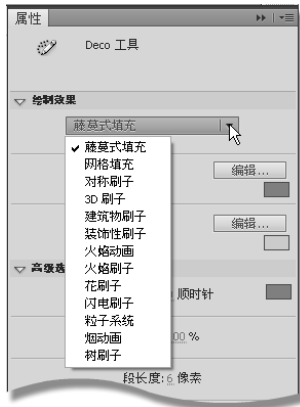 属性
Deco 工具
绘制效果
藤蔓式填充
藤蔓式填充
网格填充
对称刷子
3D 刷子
建筑物刷子
装饰性刷子
火焰动画
火焰刷子
花刷子
闪电刷子
粒子系统
烟动画
树刷子
编辑...
编辑...
高级选
顺时针
00 %
段长度: 6 像素